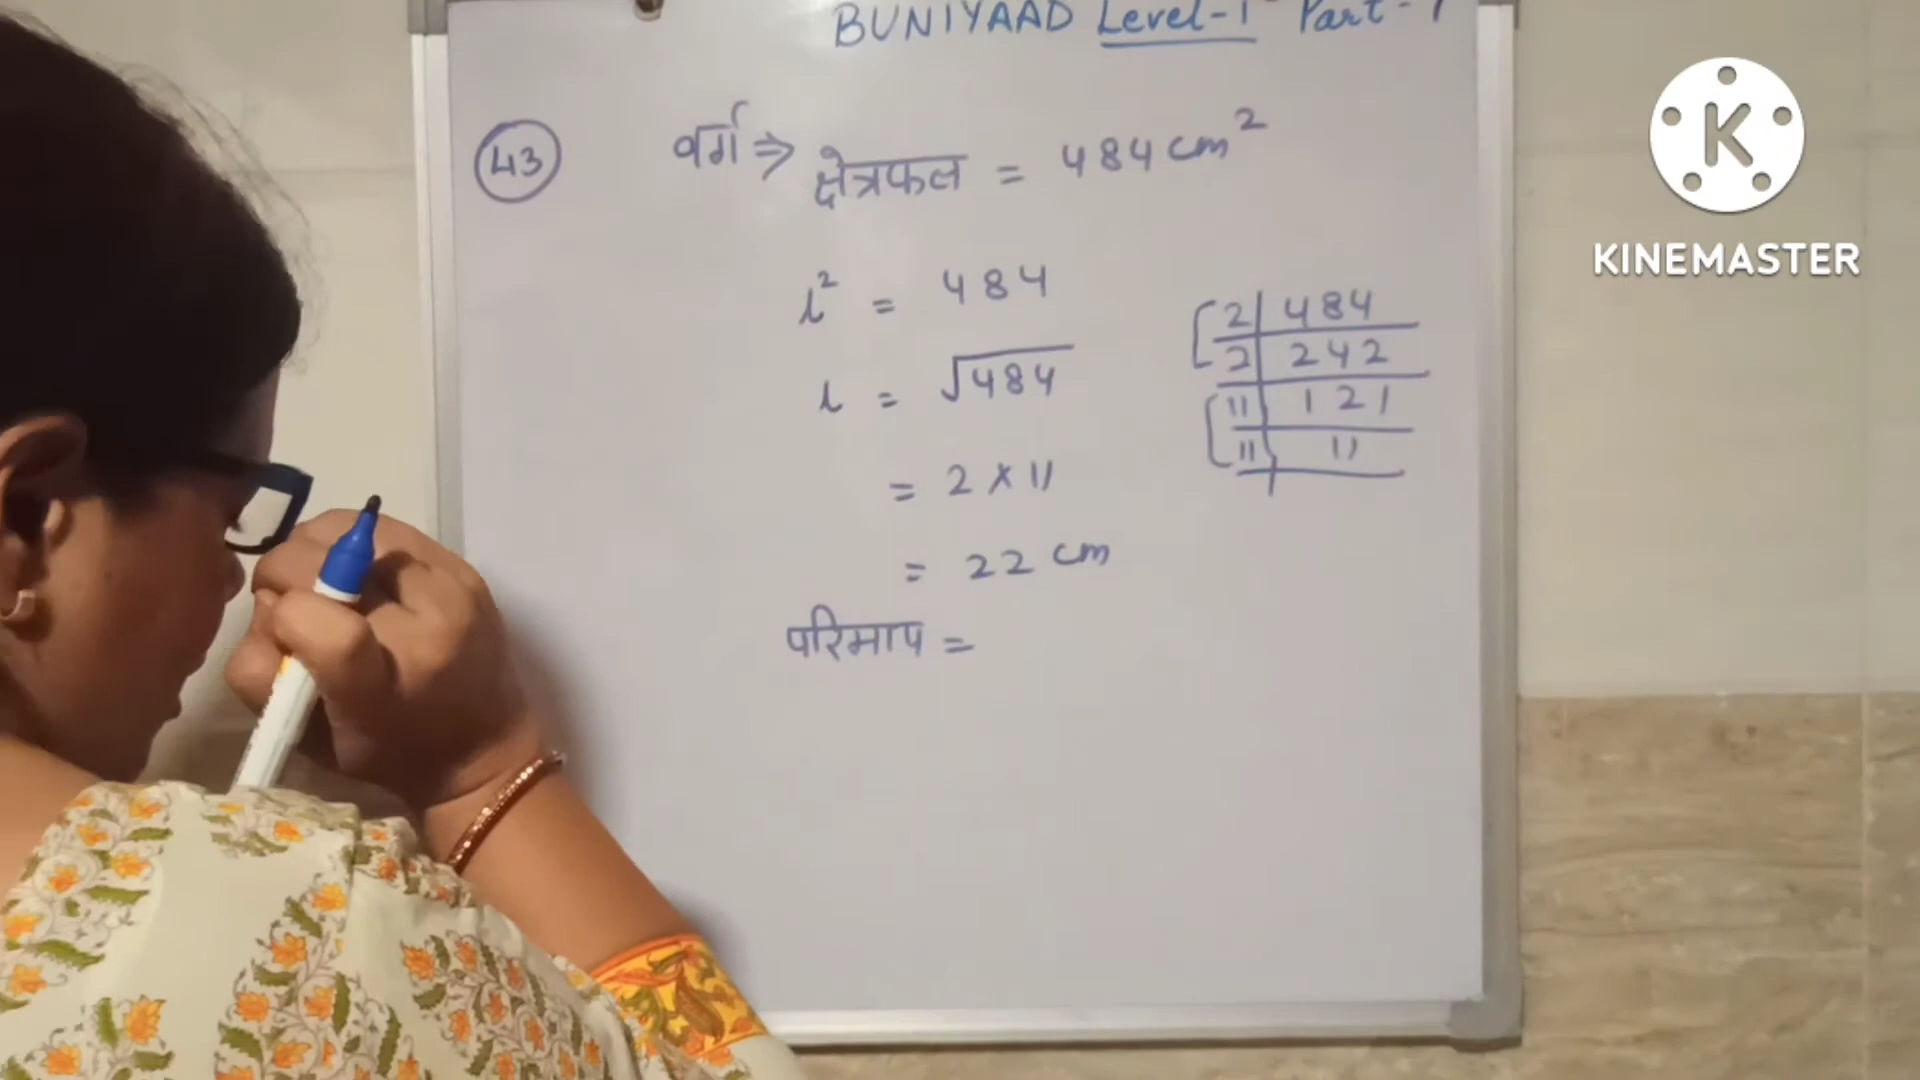 BUNIYAAD Level-1 Part-
43 वर्ग ⇒ क्षेत्रफल = 484 cm²
l² = 484
l = √484
= 2 × 11
= 22 cm
परिमाप =
2 | 484
2 | 242
11 | 121
11 | 11
K
KINEMASTER